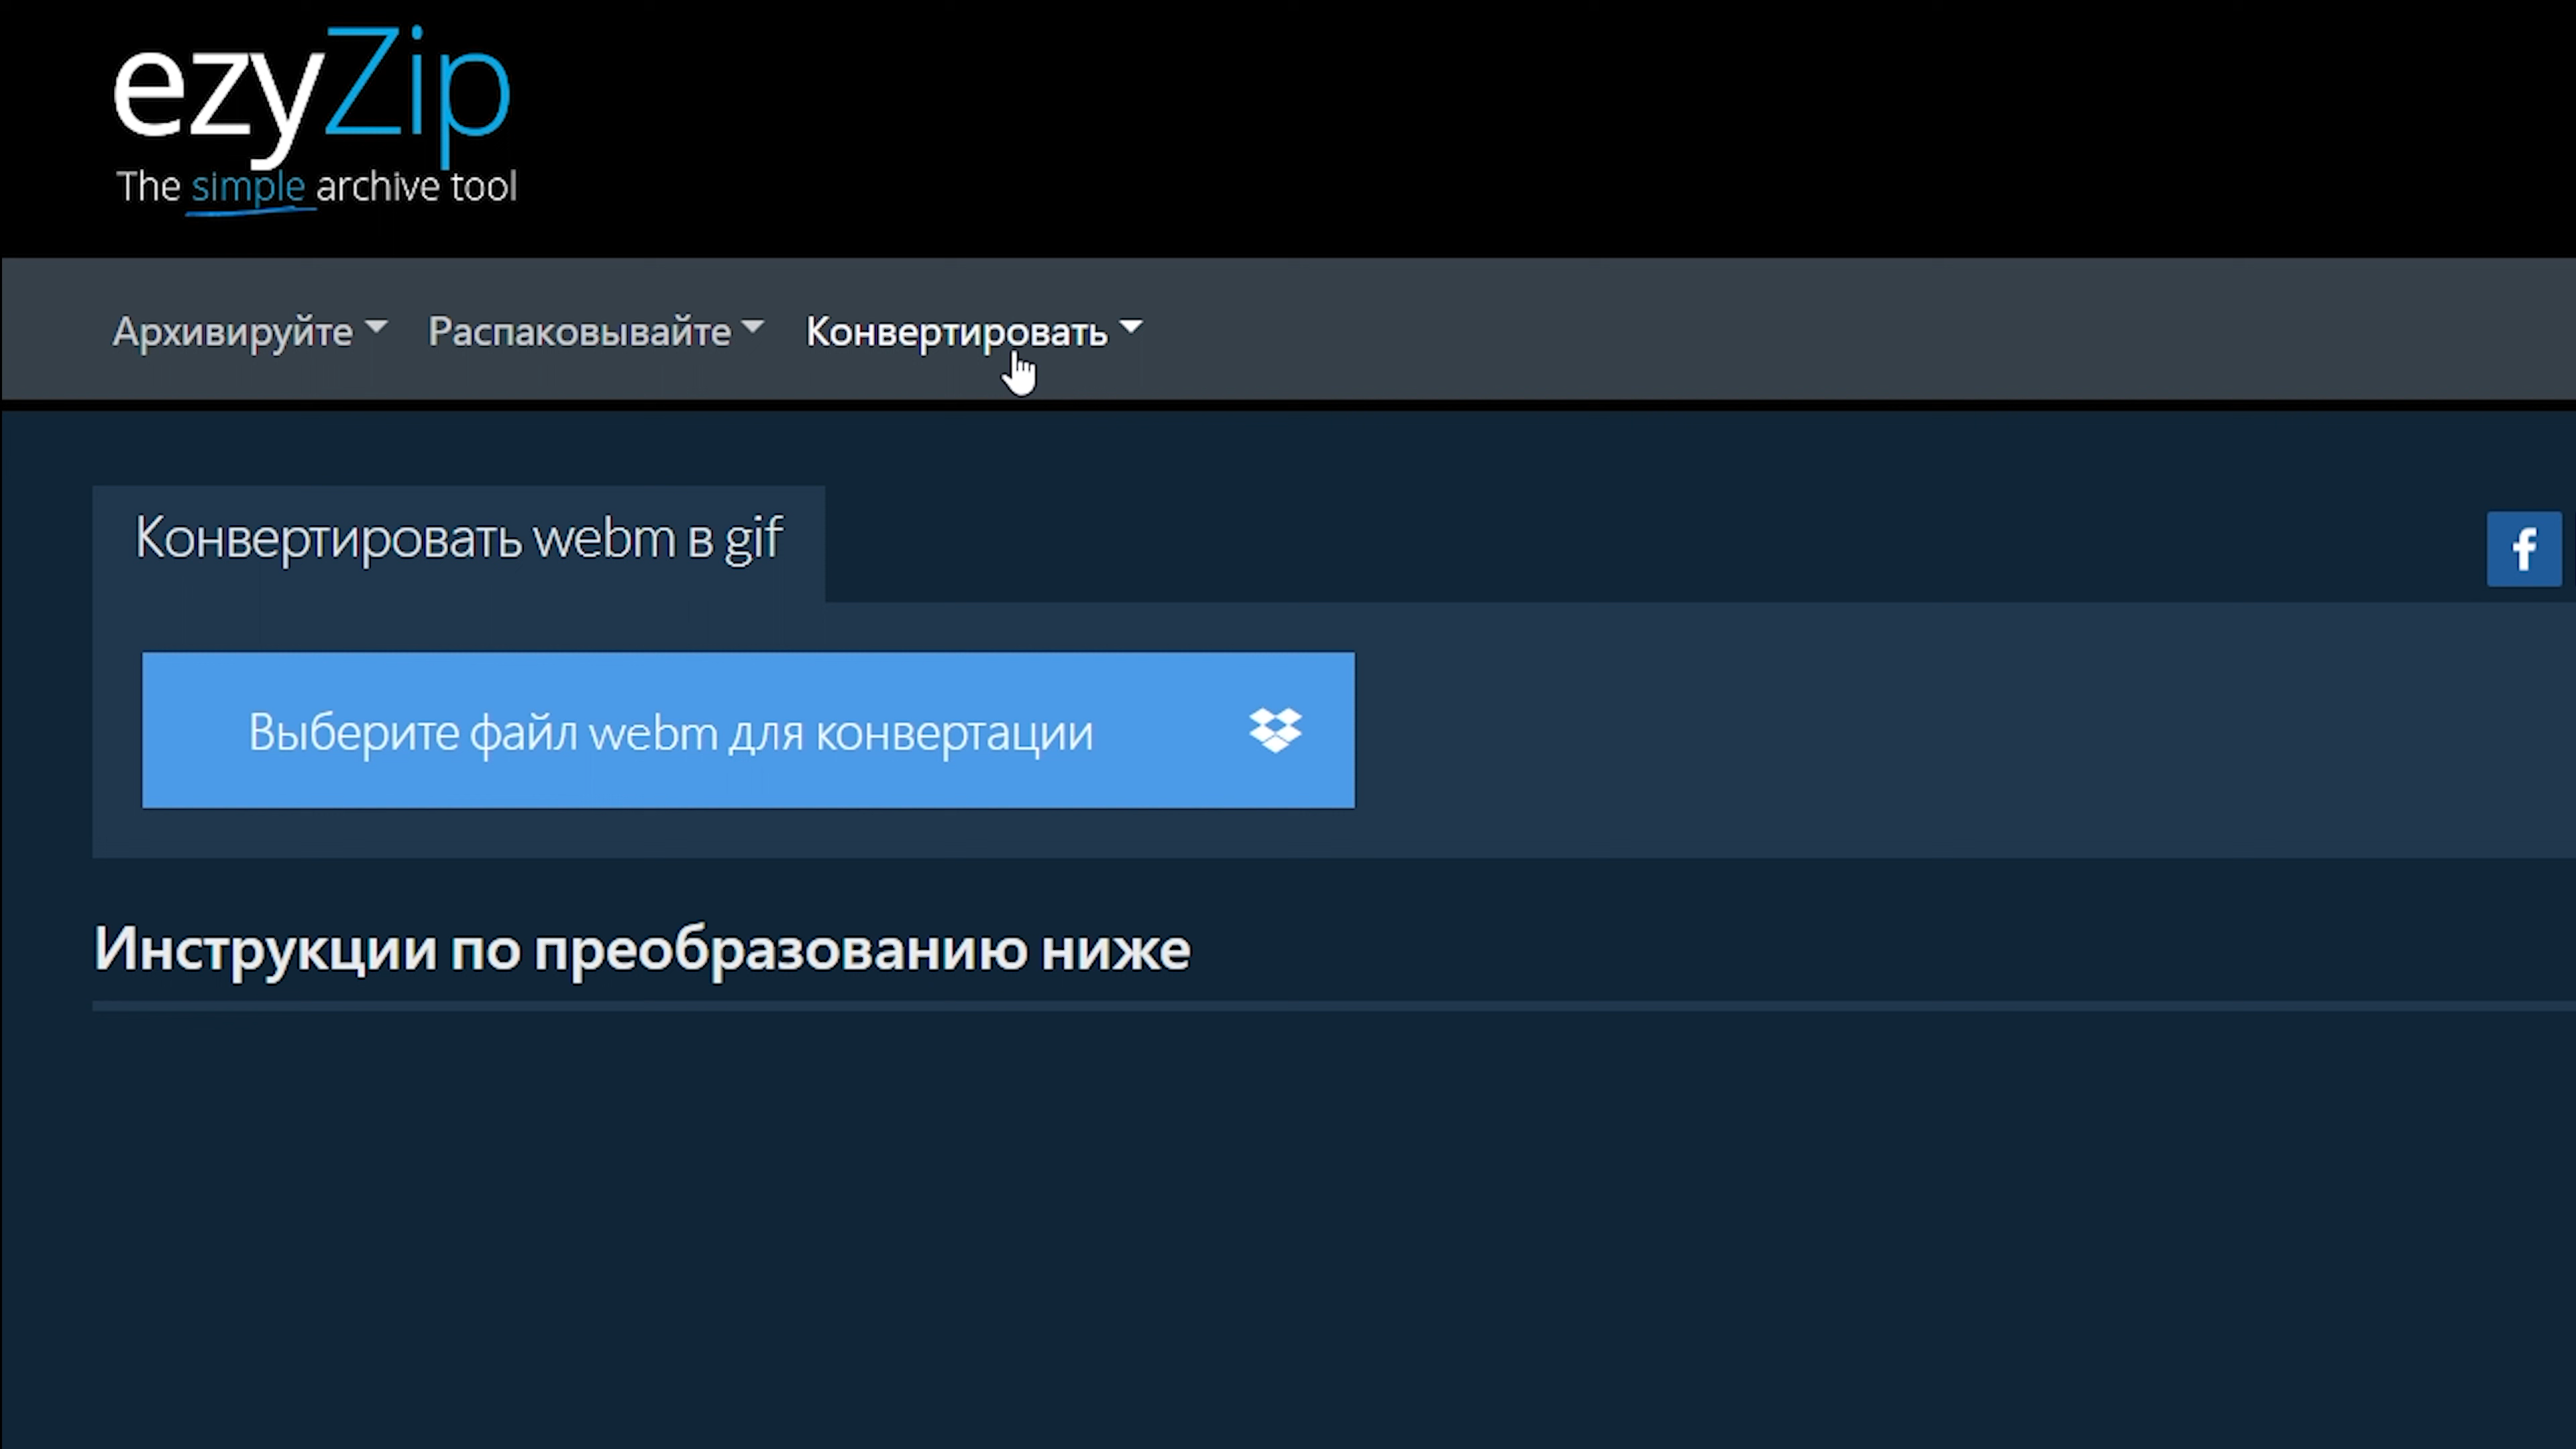 ezyZip
The simple archive tool
Архивируйте Распаковывайте Конвертировать
Конвертировать webm в gif
f
Выберите файл webm для конвертации
Инструкции по преобразованию ниже